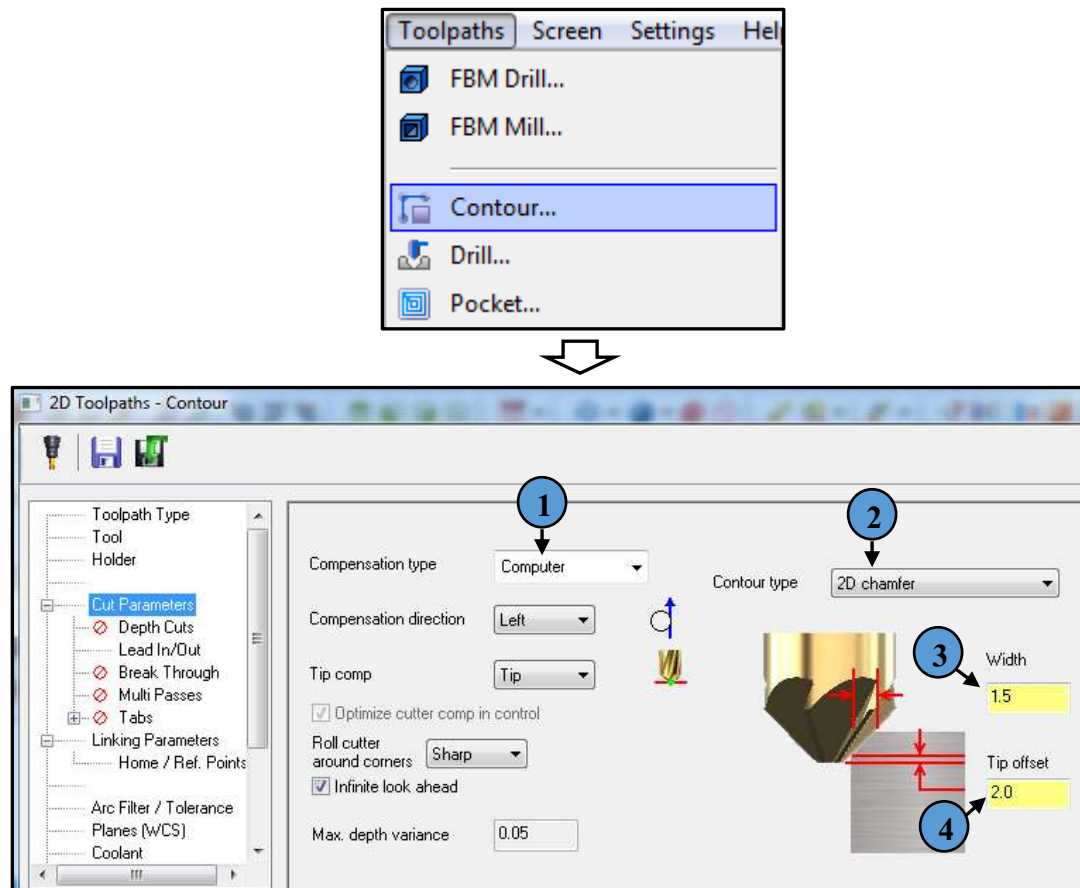 Toolpaths Screen Settings Hel
FBM Drill...
FBM Mill...
Contour...
Drill...
Pocket...
2D Toolpaths - Contour
Toolpath Type
Tool
Holder
Cut Parameters
Depth Cuts
Lead In/Out
Break Through
Multi Passes
Tabs
Linking Parameters
Home / Ref. Points
Arc Filter / Tolerance
Planes (WCS)
Coolant
1
Compensation type Computer
Compensation direction Left
Tip comp Tip
Optimize cutter comp in control
Roll cutter
around corners Sharp
Infinite look ahead
Max. depth variance 0.05
2
Contour type 2D chamfer
3
Width
1.5
Tip offset
2.0
4